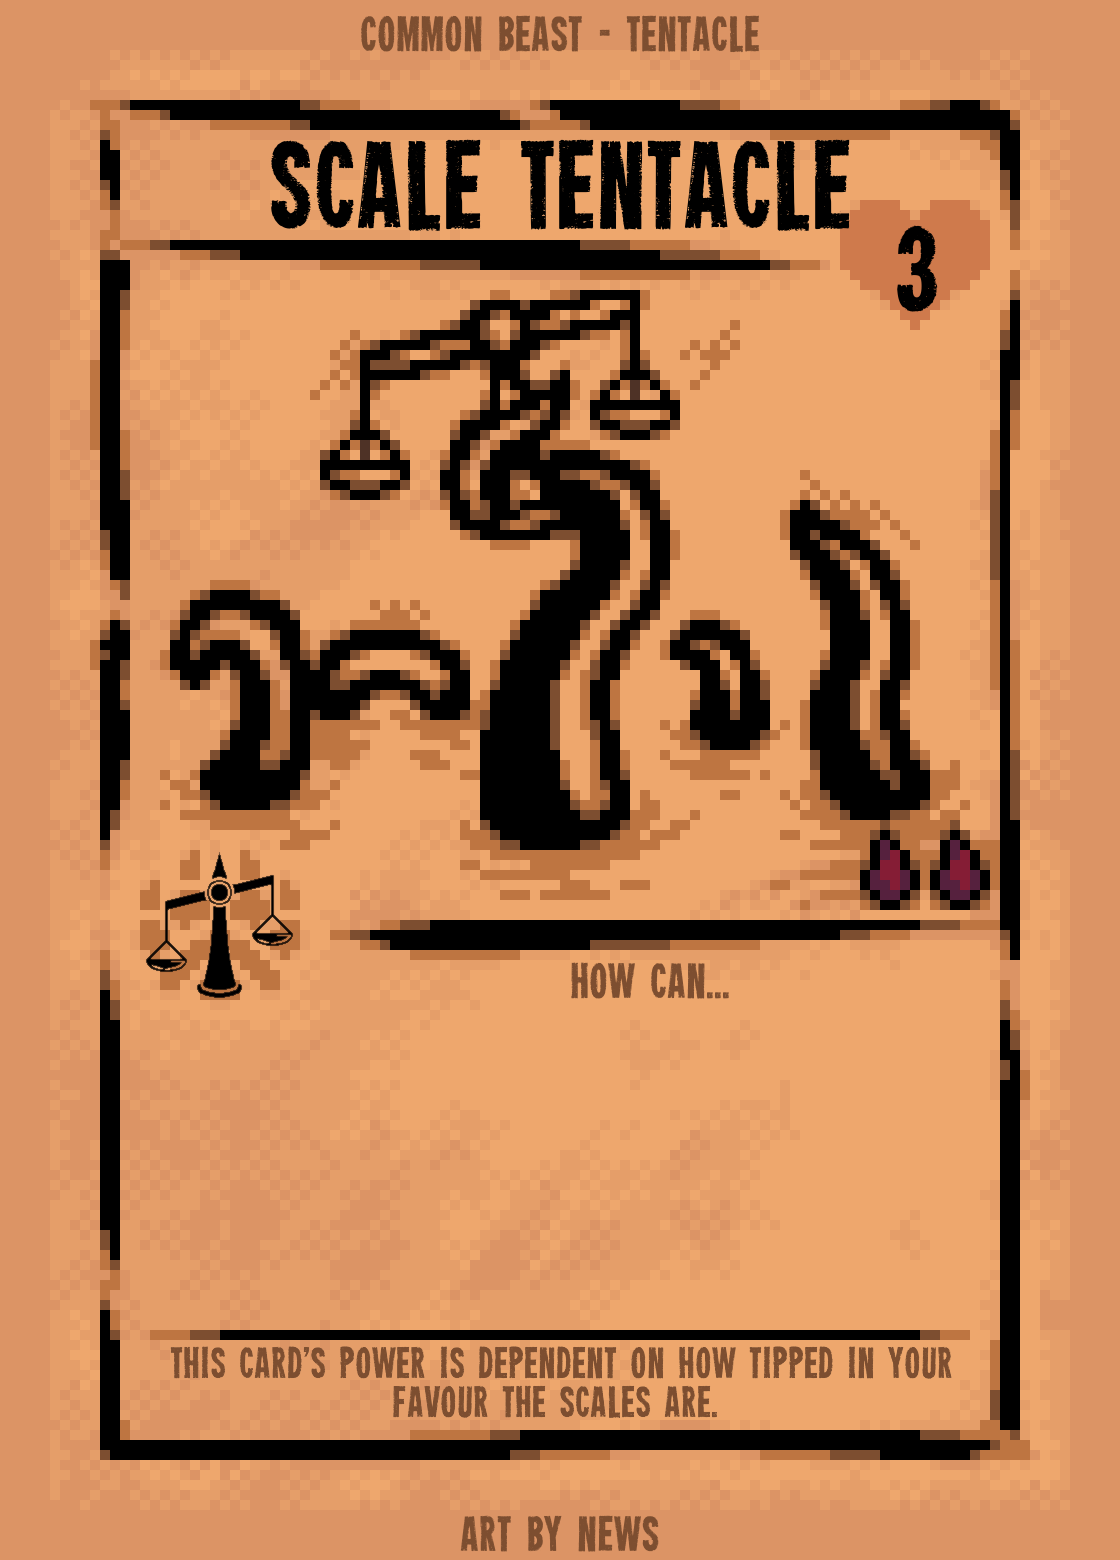 COMMON BEAST - TENTACLE
SCALE TENTACLE
3
HOW CAN...
THIS CARD'S POWER IS DEPENDENT ON HOW TIPPED IN YOUR
FAVOUR THE SCALES ARE.
ART BY NEWS